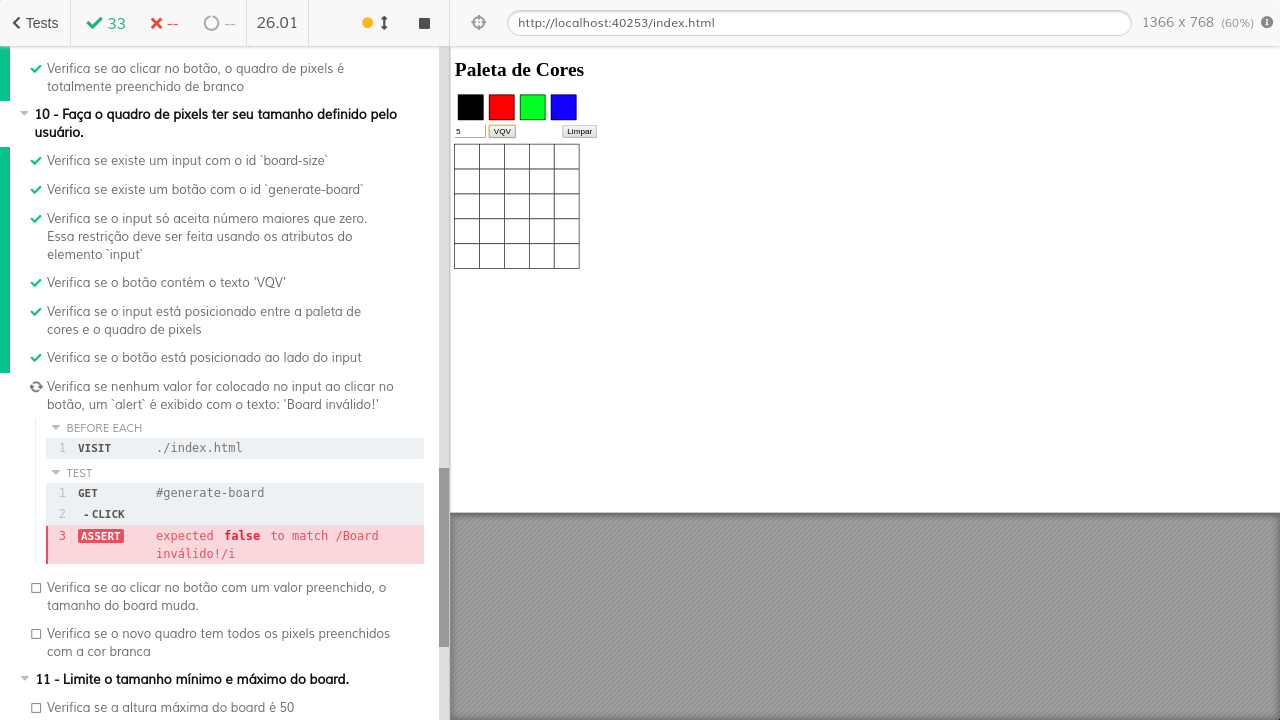 Tests 33 -- -- 26.01
http://localhost:40253/index.html 1366 x 768 (60%)
Verifica se ao clicar no botão, o quadro de pixels é
totalmente preenchido de branco
10 - Faça o quadro de pixels ter seu tamanho definido pelo
usuário.
Verifica se existe um input com o id `board-size`
Verifica se existe um botão com o id `generate-board`
Verifica se o input só aceita número maiores que zero.
Essa restrição deve ser feita usando os atributos do
elemento `input`
Verifica se o botão contém o texto 'VQV'
Verifica se o input está posicionado entre a paleta de
cores e o quadro de pixels
Verifica se o botão está posicionado ao lado do input
Verifica se nenhum valor for colocado no input ao clicar no
botão, um `alert` é exibido com o texto: 'Board inválido!'
BEFORE EACH
1 VISIT ./index.html
TEST
1 GET #generate-board
2 - CLICK
3 ASSERT expected false to match /Board
inválido!/i
Verifica se ao clicar no botão com um valor preenchido, o
tamanho do board muda.
Verifica se o novo quadro tem todos os pixels preenchidos
com a cor branca
11 - Limite o tamanho mínimo e máximo do board.
Verifica se a altura máxima do board é 50
Paleta de Cores
5 VQV Limpar